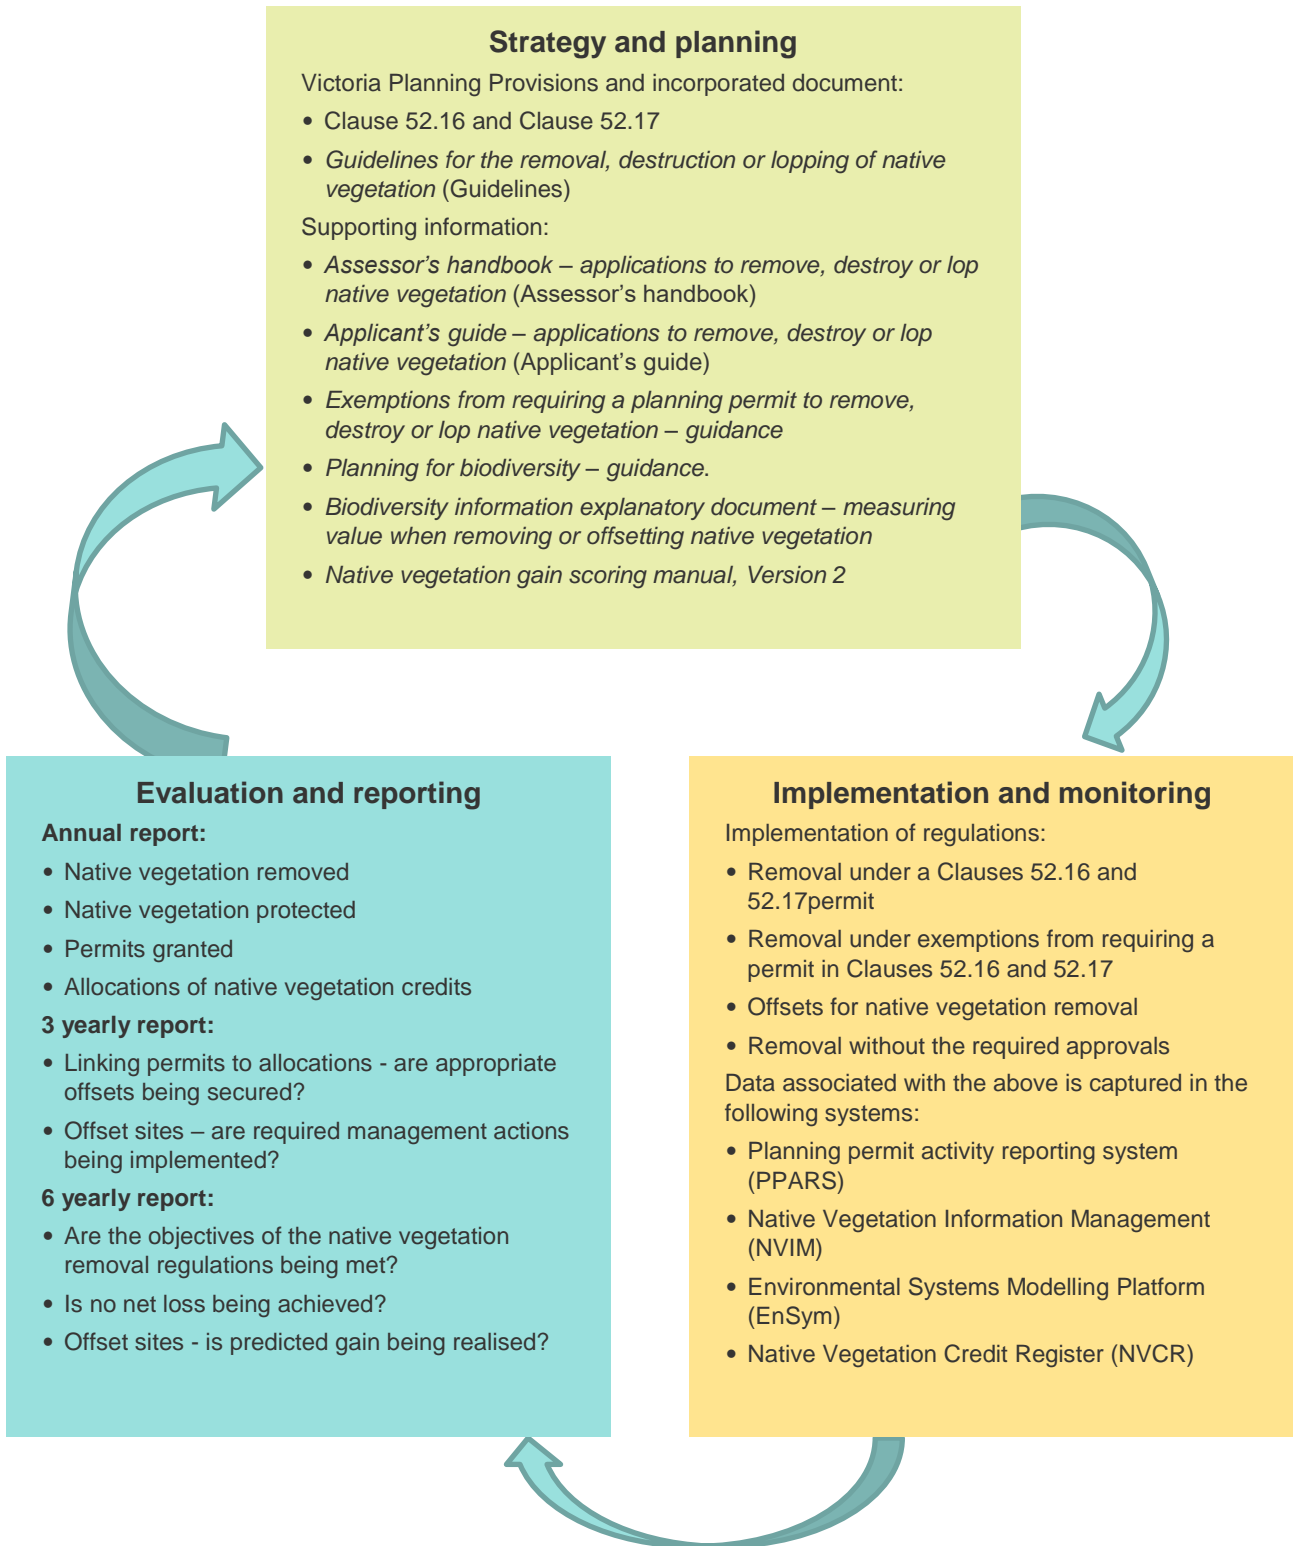 Strategy and planning
Victoria Planning Provisions and incorporated document:
• Clause 52.16 and Clause 52.17
• Guidelines for the removal, destruction or lopping of native
vegetation (Guidelines)
Supporting information:
• Assessor's handbook – applications to remove, destroy or lop
native vegetation (Assessor's handbook)
• Applicant's guide – applications to remove, destroy or lop
native vegetation (Applicant's guide)
• Exemptions from requiring a planning permit to remove,
destroy or lop native vegetation – guidance
• Planning for biodiversity – guidance.
• Biodiversity information explanatory document – measuring
value when removing or offsetting native vegetation
• Native vegetation gain scoring manual, Version 2
Evaluation and reporting
Annual report:
• Native vegetation removed
• Native vegetation protected
• Permits granted
• Allocations of native vegetation credits
3 yearly report:
• Linking permits to allocations - are appropriate
offsets being secured?
• Offset sites – are required management actions
being implemented?
6 yearly report:
• Are the objectives of the native vegetation
removal regulations being met?
• Is no net loss being achieved?
• Offset sites - is predicted gain being realised?
Implementation and monitoring
Implementation of regulations:
• Removal under a Clauses 52.16 and
52.17permit
• Removal under exemptions from requiring a
permit in Clauses 52.16 and 52.17
• Offsets for native vegetation removal
• Removal without the required approvals
Data associated with the above is captured in the
following systems:
• Planning permit activity reporting system
(PPARS)
• Native Vegetation Information Management
(NVIM)
• Environmental Systems Modelling Platform
(EnSym)
• Native Vegetation Credit Register (NVCR)